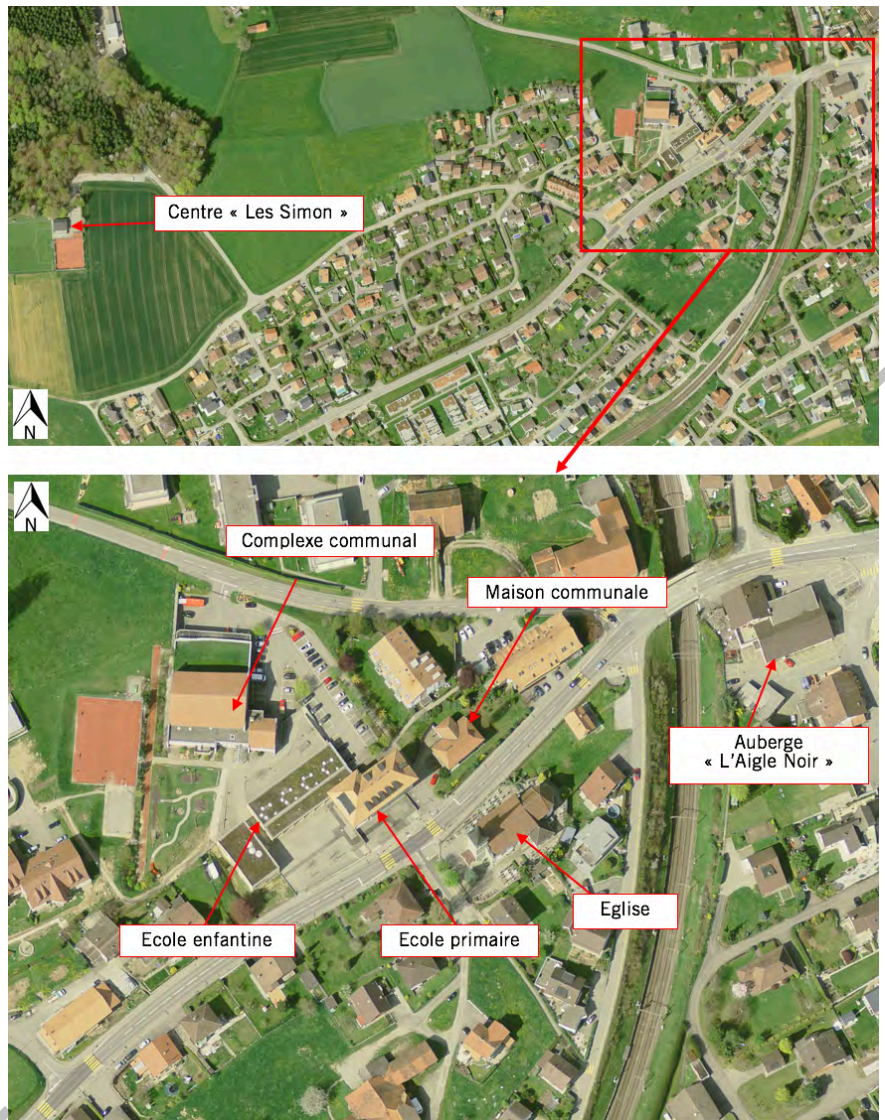 Centre « Les Simon »
N
N
Complexe communal
Maison communale
Auberge
« L'Aigle Noir »
Eglise
Ecole enfantine
Ecole primaire